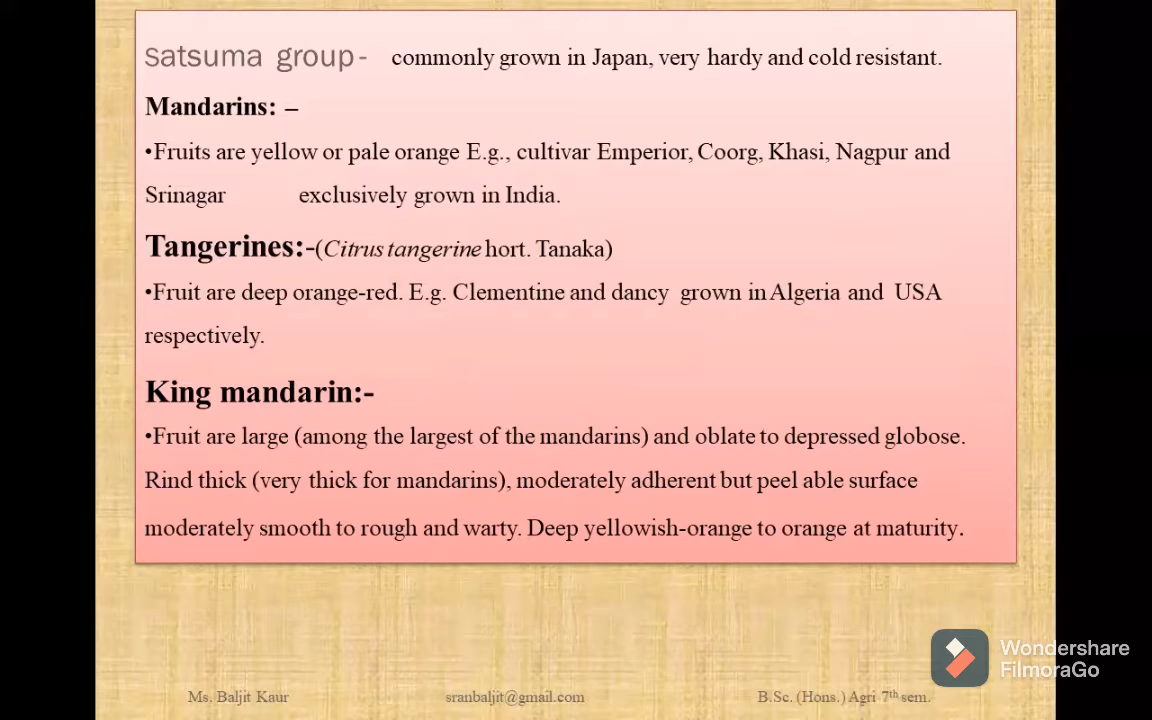 Satsuma group- commonly grown in Japan, very hardy and cold resistant.
Mandarins: –
•Fruits are yellow or pale orange E.g., cultivar Emperior, Coorg, Khasi, Nagpur and
Srinagar exclusively grown in India.
Tangerines:-(Citrus tangerine hort. Tanaka)
•Fruit are deep orange-red. E.g. Clementine and dancy grown in Algeria and USA
respectively.
King mandarin:-
•Fruit are large (among the largest of the mandarins) and oblate to depressed globose.
Rind thick (very thick for mandarins), moderately adherent but peel able surface
moderately smooth to rough and warty. Deep yellowish-orange to orange at maturity.
Wondershare
FilmoraGo
Ms. Baljit Kaur sranbaljit@gmail.com B.Sc. (Hons.) Agri 7th sem.